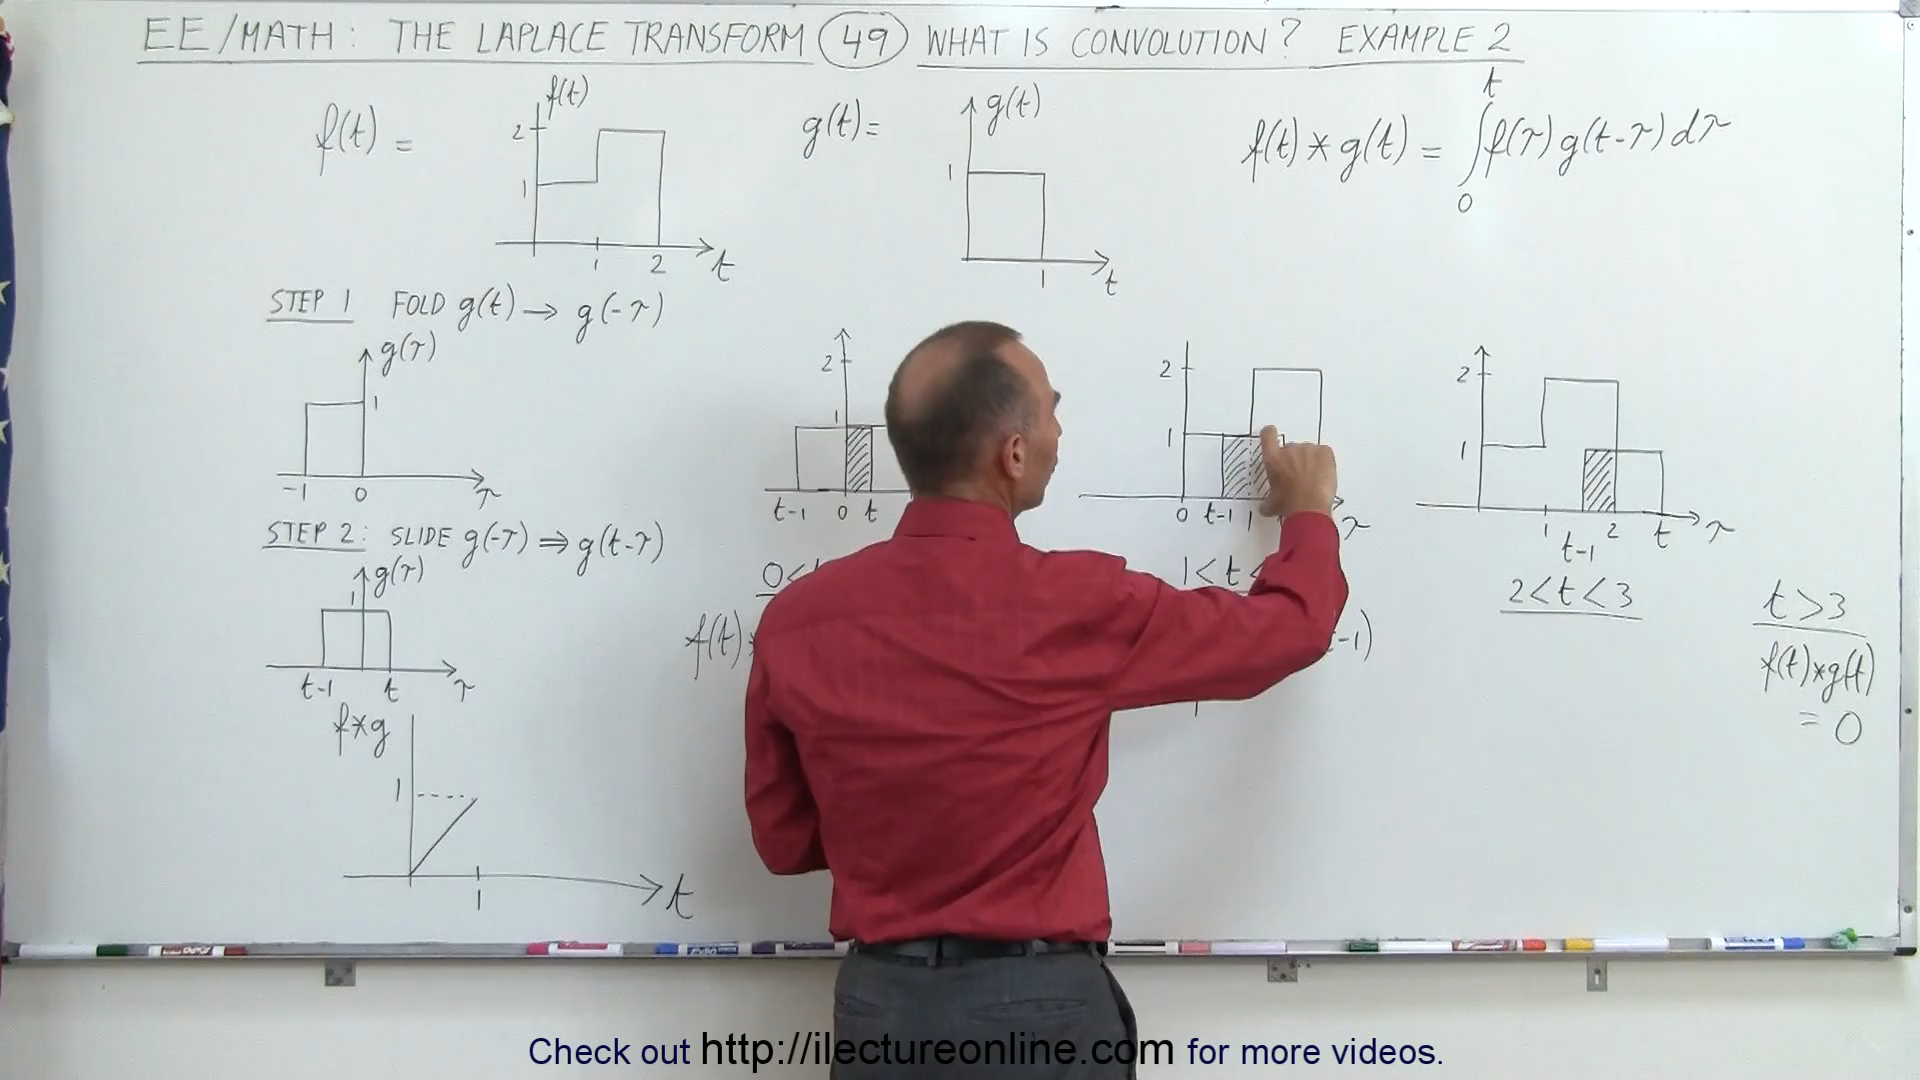 EE/MATH: THE LAPLACE TRANSFORM 49 WHAT IS CONVOLUTION? EXAMPLE 2
f(t) =
f(t)
2
1
1 2 t
g(t)=
g(t)
1
1 t
f(t) * g(t) = ∫₀ᵗ f(τ) g(t-τ) dτ
STEP 1 FOLD g(t) → g(-τ)
g(τ)
1
-1 0 τ
STEP 2: SLIDE g(-τ) ⇒ g(t-τ)
g(τ)
1
t-1 t τ
f*g
1
1 t
2
1
t-1 0 t
0<
f(t)
2
1
0 t-1 1 τ
1<t<
-1)
2
1
1 t-1 2 t τ
2<t<3
t>3
f(t)*g(t)
= 0
Check out http://ilectureonline.com for more videos.